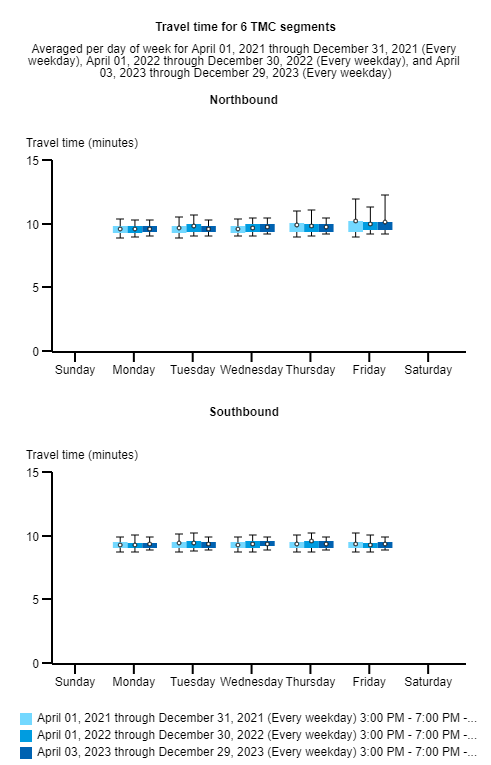 Travel time for 6 TMC segments
Averaged per day of week for April 01, 2021 through December 31, 2021 (Every
weekday), April 01, 2022 through December 30, 2022 (Every weekday), and April
03, 2023 through December 29, 2023 (Every weekday)
Northbound
Travel time (minutes)
15
10
5
0
Sunday Monday Tuesday Wednesday Thursday Friday Saturday
Southbound
Travel time (minutes)
15
10
5
0
Sunday Monday Tuesday Wednesday Thursday Friday Saturday
April 01, 2021 through December 31, 2021 (Every weekday) 3:00 PM - 7:00 PM -...
April 01, 2022 through December 30, 2022 (Every weekday) 3:00 PM - 7:00 PM -...
April 03, 2023 through December 29, 2023 (Every weekday) 3:00 PM - 7:00 PM -...